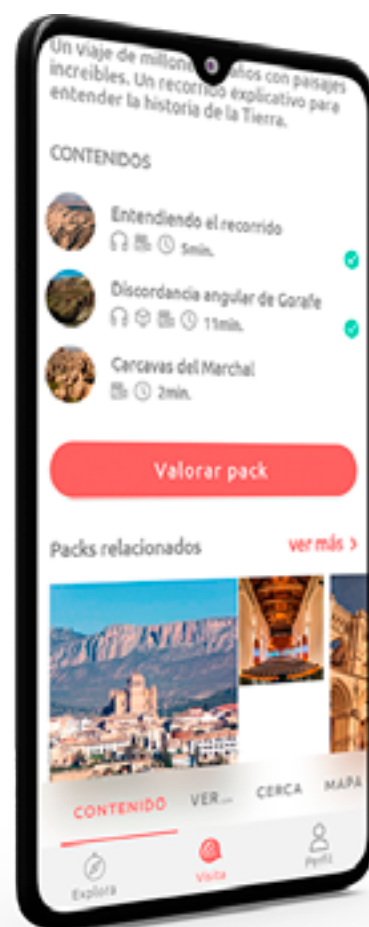 Un viaje de millones años con paisajes
increíbles. Un recorrido explicativo para
entender la historia de la Tierra.
CONTENIDOS
Entendiendo el recorrido
5min.
Discordancia angular de Gorafe
11min.
Carcavas del Marchal
2min.
Valorar pack
Packs relacionados
ver más >
CONTENIDO
VER...
CERCA
MAPA
Explora
Visita
Perfil